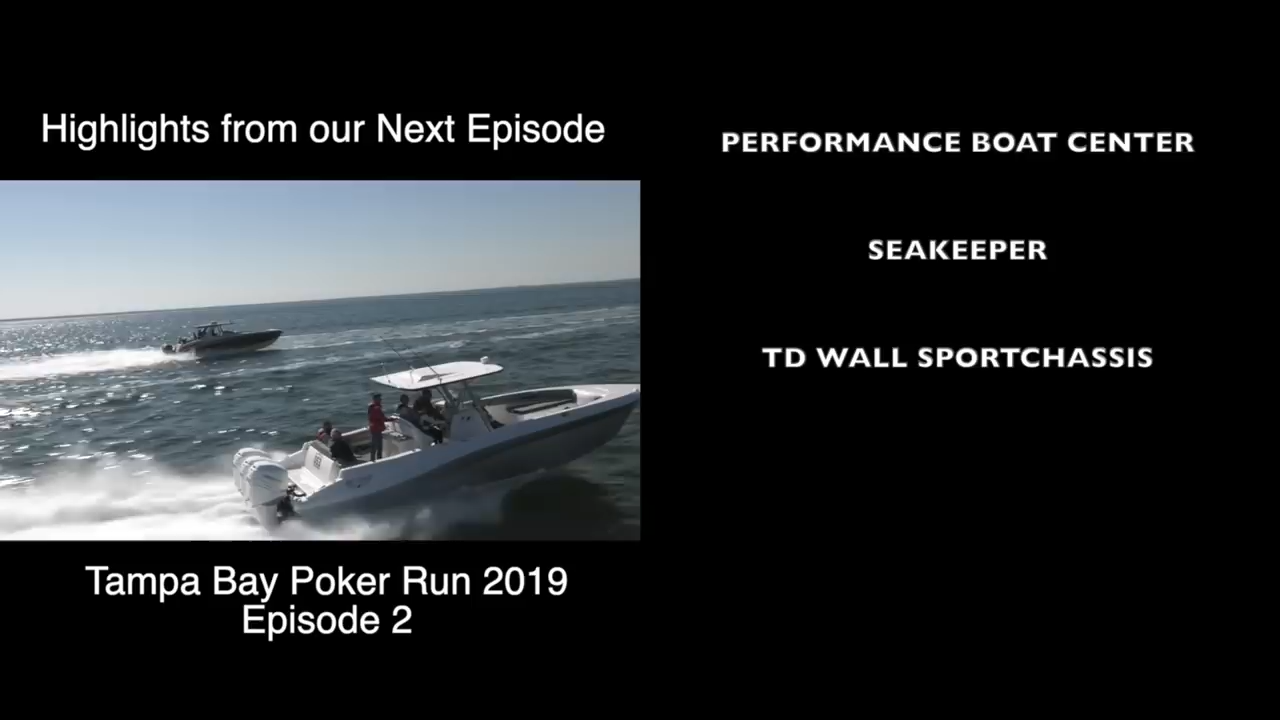 Highlights from our Next Episode
Tampa Bay Poker Run 2019
Episode 2
PERFORMANCE BOAT CENTER
SEAKEEPER
TD WALL SPORTCHASSIS